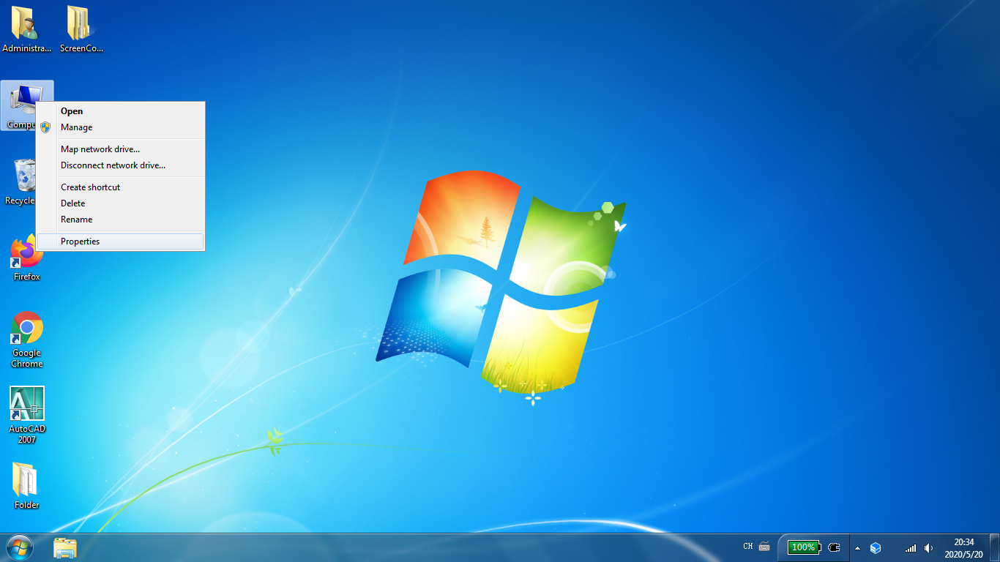 Administra...
ScreenCo...
Compu
Open
Manage
Map network drive...
Disconnect network drive...
Create shortcut
Delete
Rename
Properties
Recycle
Firefox
Google
Chrome
AutoCAD
2007
Folder
CH
100%
20:34
2020/5/20